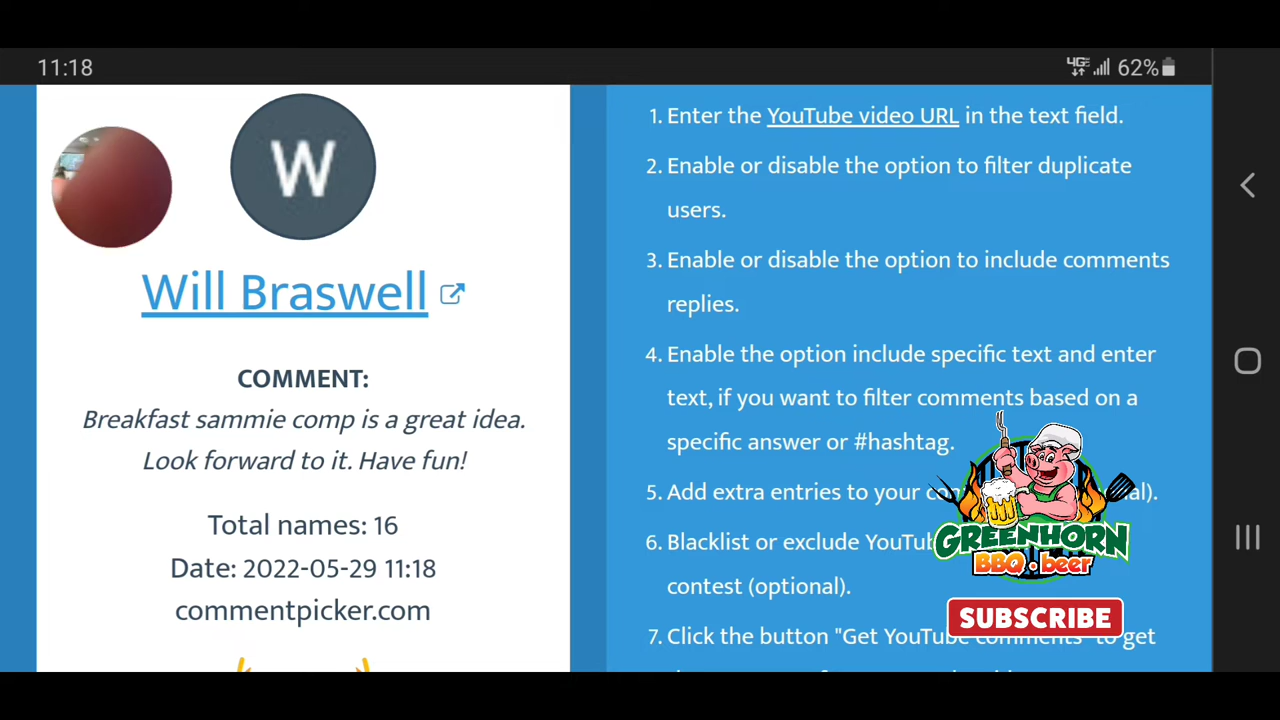 11:18
4GE 62%
W
Will Braswell
COMMENT:
Breakfast sammie comp is a great idea.
Look forward to it. Have fun!
Total names: 16
Date: 2022-05-29 11:18
commentpicker.com
1. Enter the YouTube video URL in the text field.
2. Enable or disable the option to filter duplicate
users.
3. Enable or disable the option to include comments
replies.
4. Enable the option include specific text and enter
text, if you want to filter comments based on a
specific answer or #hashtag.
5. Add extra entries to your
6. Blacklist or exclude
contest (optional).
7. Click the button "Get YouTube comments" to get
GREENHORN
BBQ • beer
SUBSCRIBE